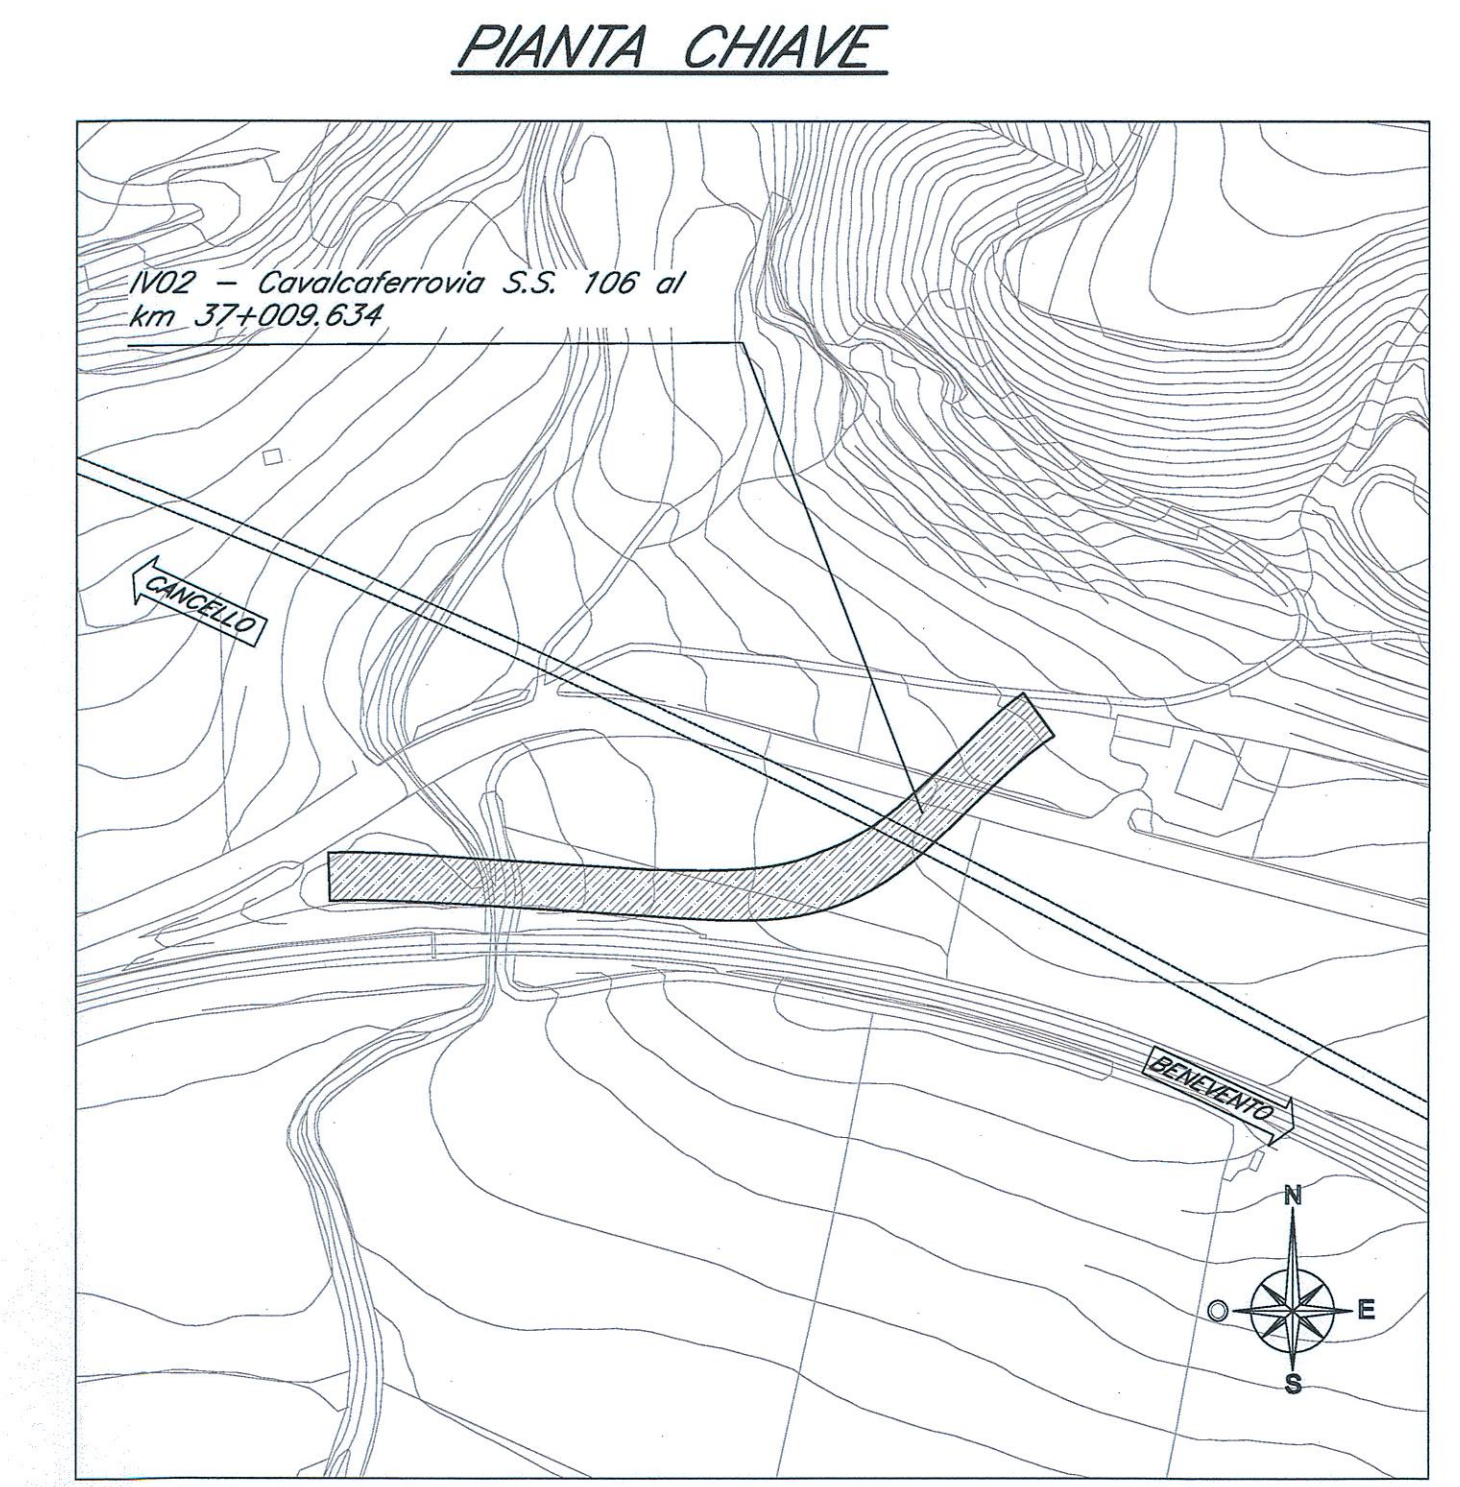 PIANTA CHIAVE
IV02 – Cavalcaferrovia S.S. 106 al
km 37+009.634
CANCELLO
BENEVENTO
N
O
E
S